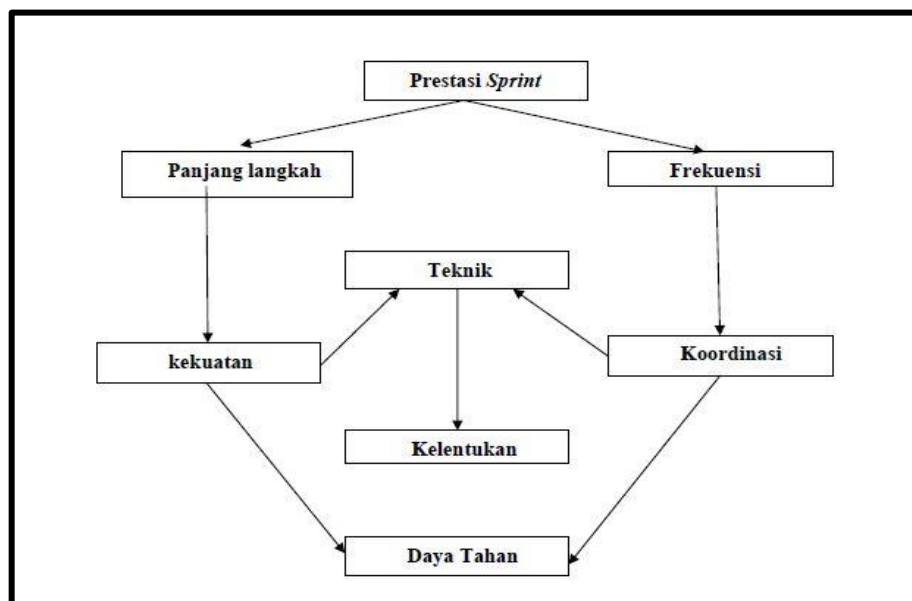 Prestasi Sprint
Panjang langkah
Frekuensi
Teknik
kekuatan
Koordinasi
Kelentukan
Daya Tahan